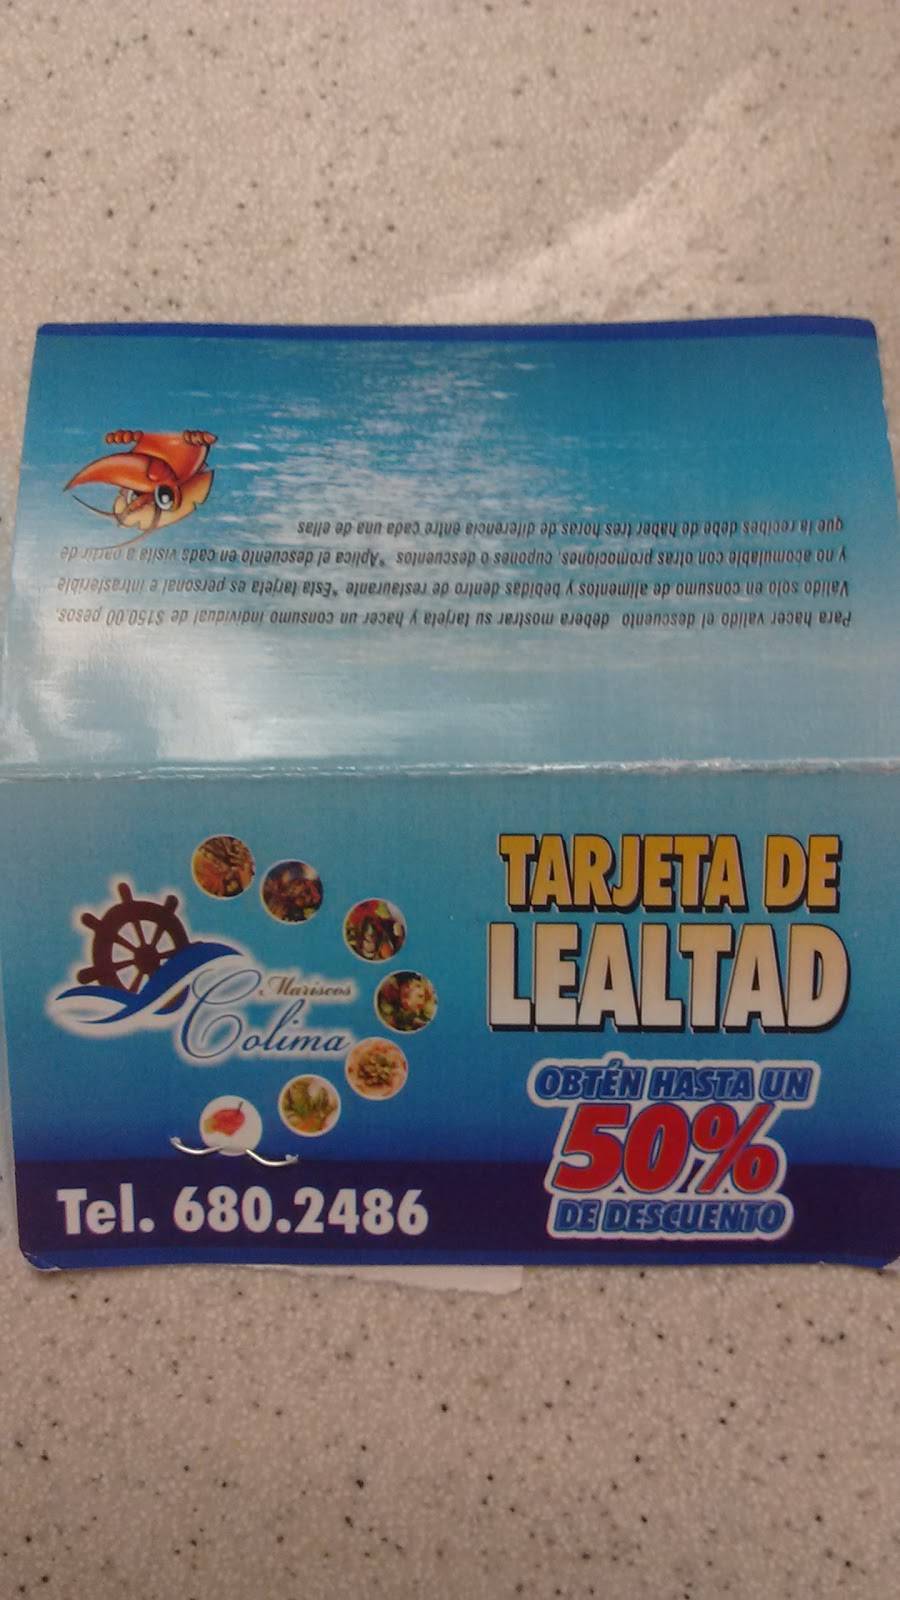 Para hacer valido el descuento debera mostrar su tarjeta y hacer un consumo individual de $150.00 pesos.
Valido solo en consumo de alimentos y bebidas dentro de restaurante *Esta tarjeta es personal e intrasferible
y no acomulable con otras promociones, cupones o descuentos *Aplica el descuento en cada visita a partir de
que la recibes debe de haber tres horas de diferencia entre cada una de ellas
Mariscos
Colima
TARJETA DE
LEALTAD
OBTÉN HASTA UN
50%
DE DESCUENTO
Tel. 680.2486